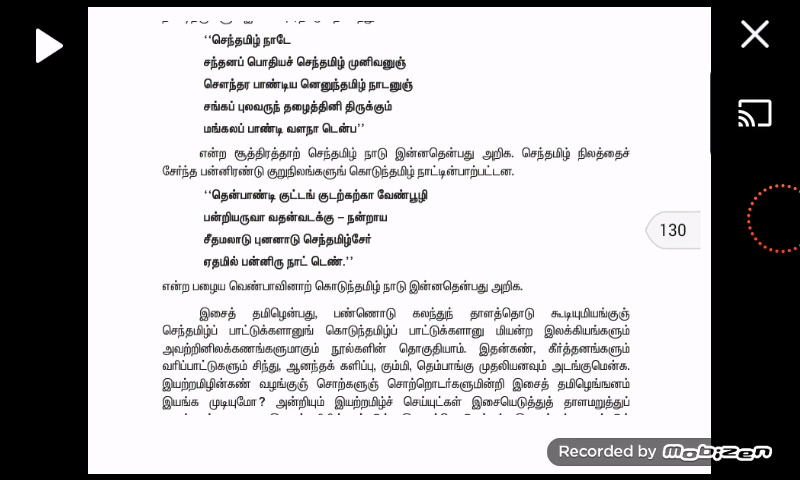 ‘‘செந்தமிழ் நாடே
சந்தனப் பொதியச் செந்தமிழ் முனிவனுஞ்
சௌந்தர பாண்டிய னெனுந்தமிழ் நாடனுஞ்
சங்கப் புலவருந் தழைத்தினி திருக்கும்
மங்கலப் பாண்டி வளநா டென்ப’’
என்ற சூத்திரத்தாற் செந்தமிழ் நாடு இன்னதென்பது அறிக. செந்தமிழ் நிலத்தைச்
சேர்ந்த பன்னிரண்டு குறுநிலங்களுங் கொடுந்தமிழ் நாட்டின்பாற்பட்டன.
‘‘தென்பாண்டி குட்டங் குடற்கற்கா வேண்பூழி
பன்றியருவா வதன்வடக்கு – நன்றாய
சீதமலாடு புனனாடு செந்தமிழ்சேர்
ஏதமில் பன்னிரு நாட் டெண்.’’
என்ற பழைய வெண்பாவினாற் கொடுந்தமிழ் நாடு இன்னதென்பது அறிக.
இசைத் தமிழென்பது, பண்ணொடு கலந்துந் தாளத்தொடு கூடியுமியங்குஞ்
செந்தமிழ்ப் பாட்டுக்களானுங் கொடுந்தமிழ்ப் பாட்டுக்களானு மியன்ற இலக்கியங்களும்
அவற்றினிலக்கணங்களுமாகும் நூல்களின் தொகுதியாம். இதன்கண், கீர்த்தனங்களும்
வரிப்பாட்டுகளும் சிந்து, ஆனந்தக் களிப்பு, கும்மி, தெம்பாங்கு முதலியனவும் அடங்குமென்க.
இயற்றமிழின்கண் வழங்குஞ் சொற்களுஞ் சொற்றொடர்களுமின்றி இசைத் தமிழெங்ஙனம்
இயங்க முடியுமோ? அன்றியும் இயற்றமிழ்ச் செய்யுட்கள் இசையெடுத்துத் தாளமறுத்துப்
130
Recorded by Mobizen